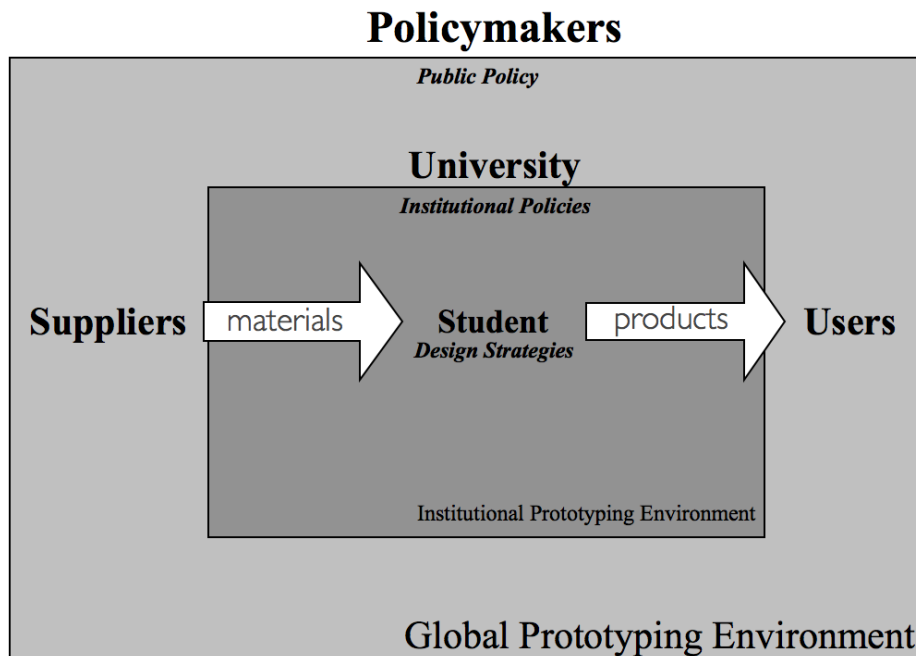 Policymakers
Public Policy
University
Institutional Policies
Suppliers
materials
Student
Design Strategies
products
Users
Institutional Prototyping Environment
Global Prototyping Environment